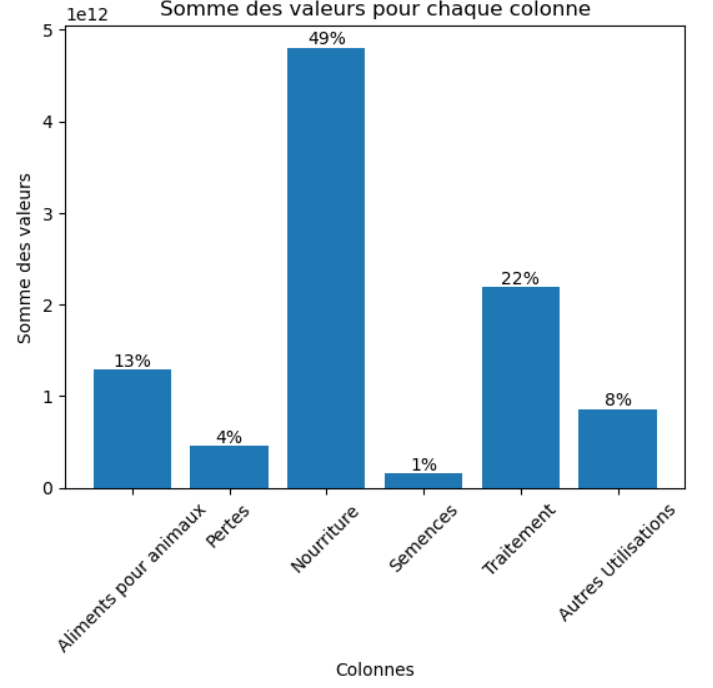 Somme des valeurs pour chaque colonne
1e12
5
4
3
2
1
0
Somme des valeurs
13%
4%
49%
1%
22%
8%
Aliments pour animaux
Pertes
Nourriture
Semences
Traitement
Autres Utilisations
Colonnes